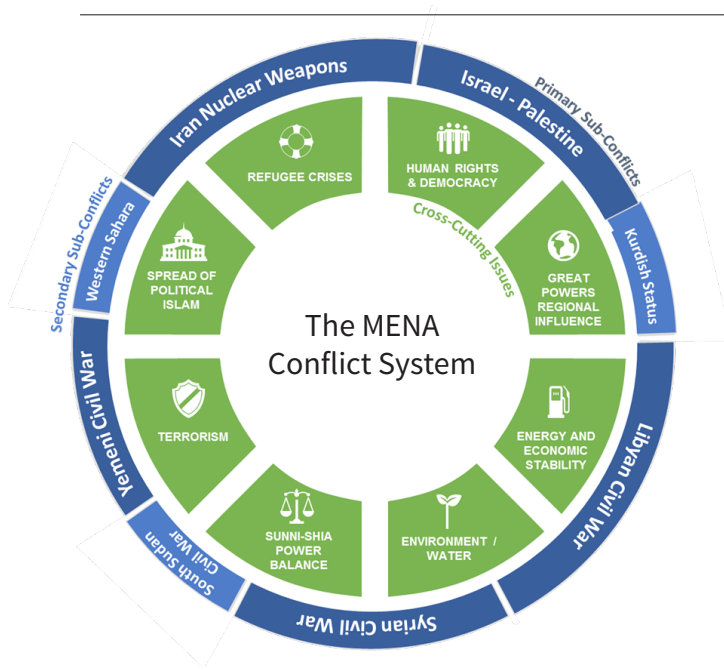 Iran Nuclear Weapons
Israel - Palestine
Primary Sub-Conflicts
Secondary Sub-Conflicts
Western Sahara
Kurdish Status
REFUGEE CRISES
HUMAN RIGHTS
& DEMOCRACY
Cross-Cutting Issues
SPREAD OF
POLITICAL
ISLAM
GREAT
POWERS
REGIONAL
INFLUENCE
The MENA
Conflict System
Yemeni Civil War
TERRORISM
ENERGY AND
ECONOMIC
STABILITY
Libyan Civil War
SUNNI-SHIA
POWER
BALANCE
ENVIRONMENT /
WATER
South Sudan
Civil War
Syrian Civil War